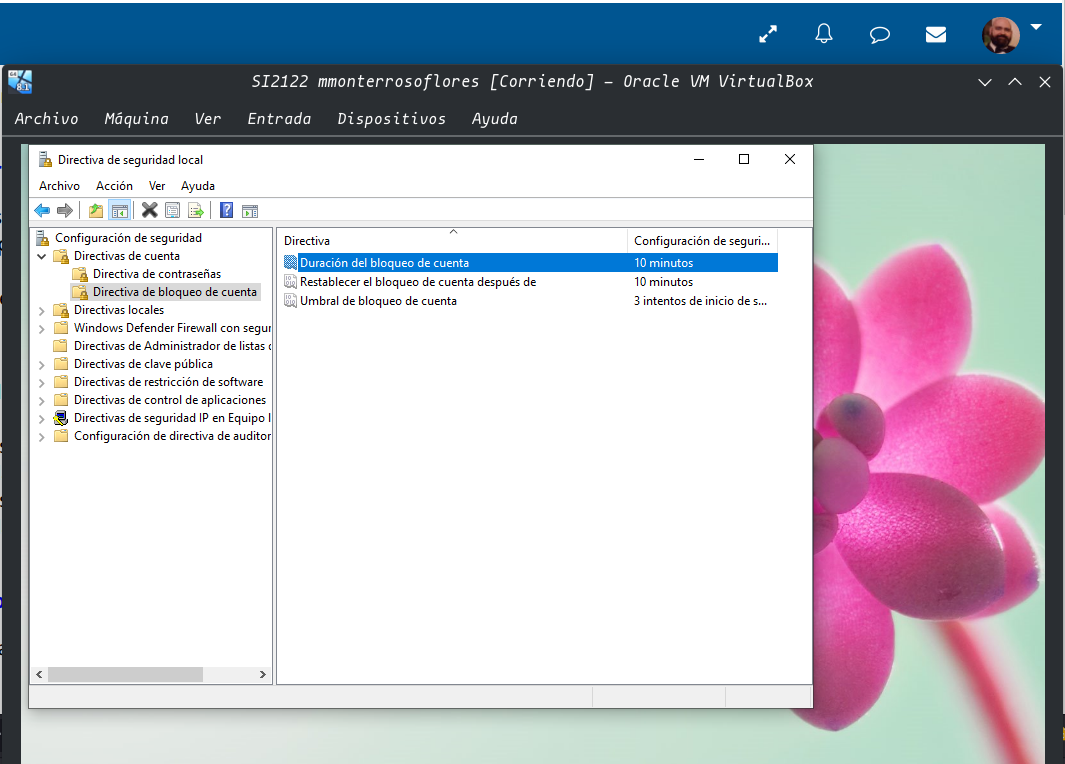 SI2122 mmonterrosoflores [Corriendo] – Oracle VM VirtualBox
Archivo Máquina Ver Entrada Dispositivos Ayuda
Directiva de seguridad local
Archivo Acción Ver Ayuda
Configuración de seguridad
Directivas de cuenta
Directiva de contraseñas
Directiva de bloqueo de cuenta
Directivas locales
Windows Defender Firewall con segur
Directivas de Administrador de listas
Directivas de clave pública
Directivas de restricción de software
Directivas de control de aplicaciones
Directivas de seguridad IP en Equipo
Configuración de directiva de auditor
Directiva Configuración de seguri...
Duración del bloqueo de cuenta 10 minutos
Restablecer el bloqueo de cuenta después de 10 minutos
Umbral de bloqueo de cuenta 3 intentos de inicio de s...